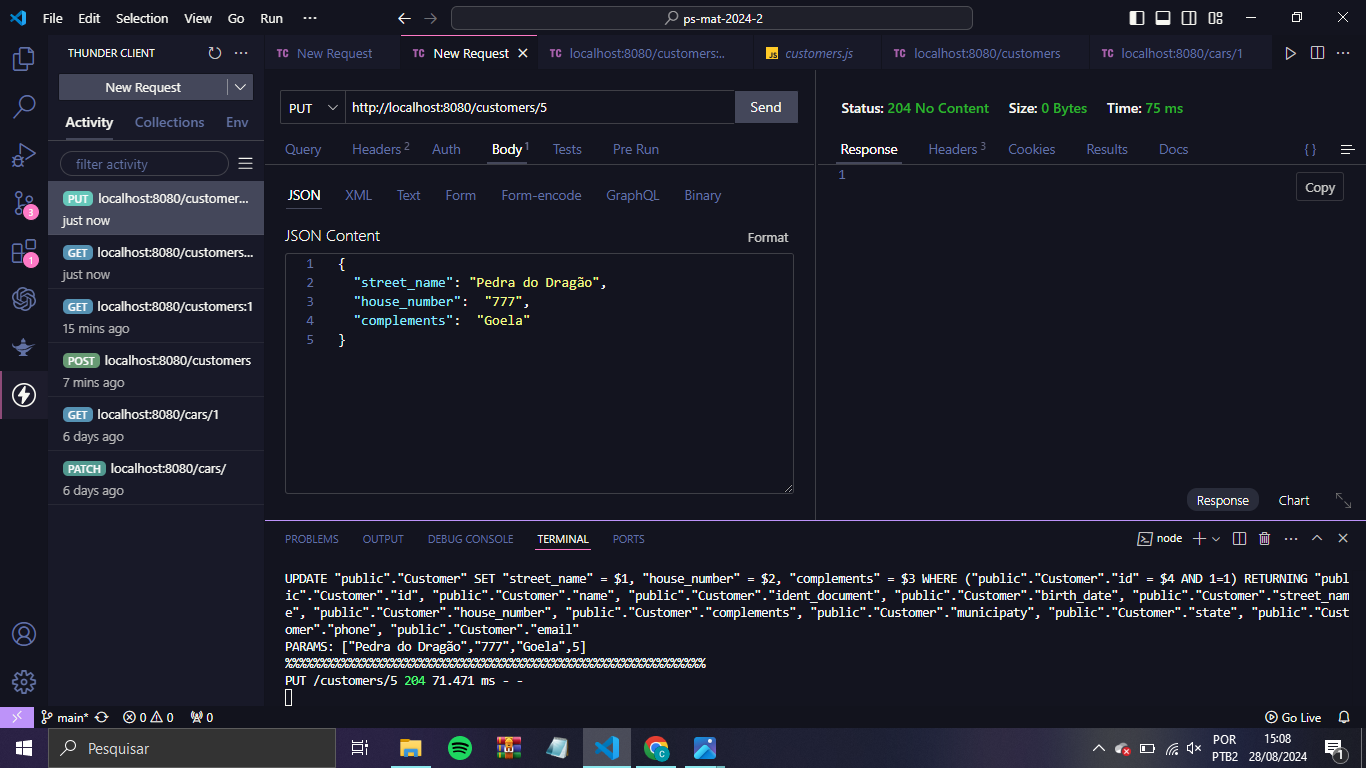 File Edit Selection View Go Run ··· ps-mat-2024-2
THUNDER CLIENT
New Request
Activity Collections Env
filter activity
PUT localhost:8080/customer...
just now
GET localhost:8080/customers...
just now
GET localhost:8080/customers:1
15 mins ago
POST localhost:8080/customers
7 mins ago
GET localhost:8080/cars/1
6 days ago
PATCH localhost:8080/cars/
6 days ago
3
1
TC New Request TC New Request TC localhost:8080/customers:... JS customers.js TC localhost:8080/customers TC localhost:8080/cars/1
PUT http://localhost:8080/customers/5 Send
Query Headers 2 Auth Body 1 Tests Pre Run
JSON XML Text Form Form-encode GraphQL Binary
JSON Content Format
1 {
2 "street_name": "Pedra do Dragão",
3 "house_number":  "777",
4 "complements":  "Goela"
5 }
Status: 204 No Content Size: 0 Bytes Time: 75 ms
Response Headers 3 Cookies Results Docs { }
1
Copy
Response Chart
PROBLEMS OUTPUT DEBUG CONSOLE TERMINAL PORTS node
UPDATE "public"."Customer" SET "street_name" = $1, "house_number" = $2, "complements" = $3 WHERE ("public"."Customer"."id" = $4 AND 1=1) RETURNING "publ
ic"."Customer"."id", "public"."Customer"."name", "public"."Customer"."ident_document", "public"."Customer"."birth_date", "public"."Customer"."street_nam
e", "public"."Customer"."house_number", "public"."Customer"."complements", "public"."Customer"."municipaty", "public"."Customer"."state", "public"."Cust
omer"."phone", "public"."Customer"."email"
PARAMS: ["Pedra do Dragão","777","Goela",5]
%%%%%%%%%%%%%%%%%%%%%%%%%%%%%%%%%%%%%%%%%%%%%%%%%%%%%%%%%%%%
PUT /customers/5 204 71.471 ms - -
main* 0 0 0 Go Live
Pesquisar
POR
PTB2
15:08
28/08/2024
1